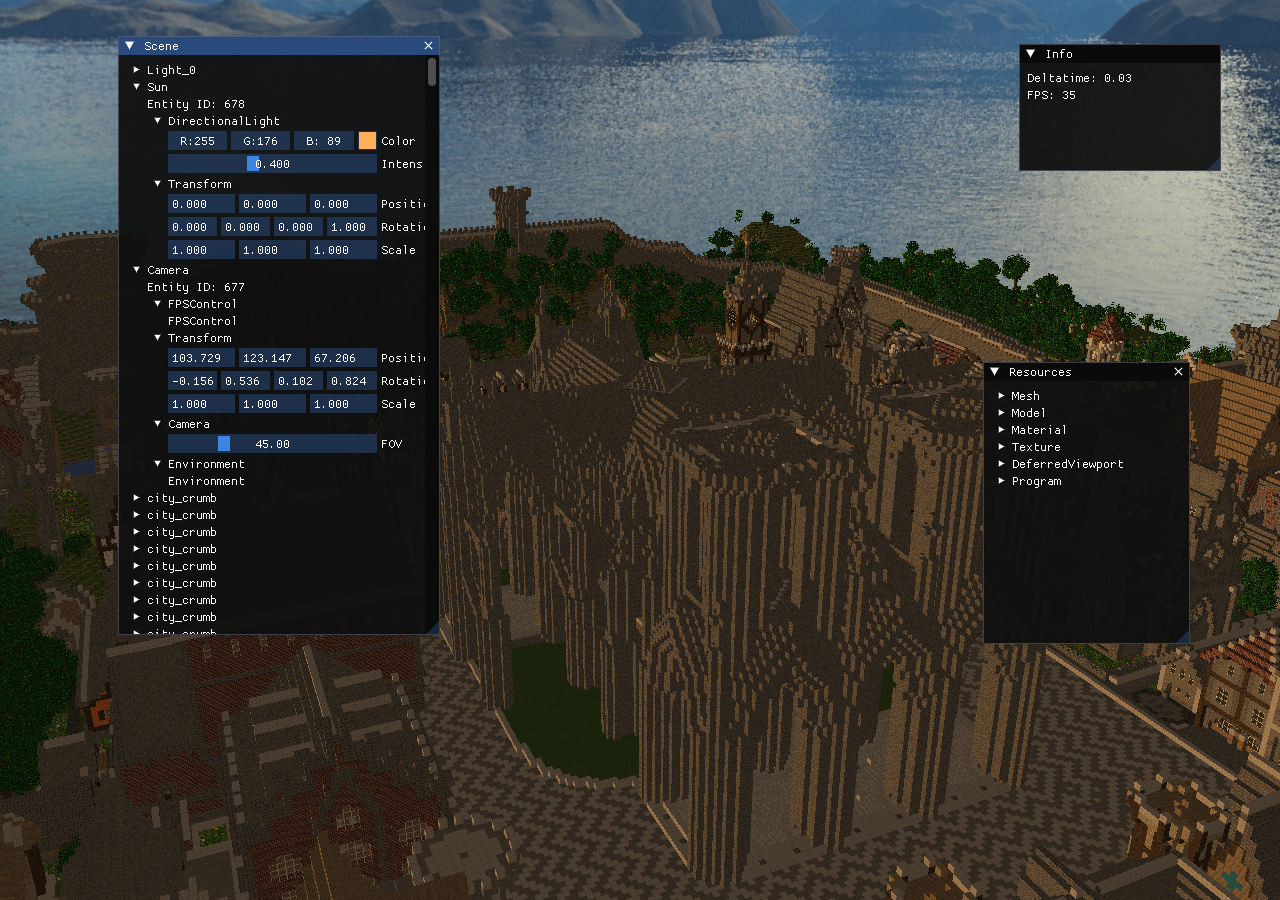 Scene
Light_0
Sun
Entity ID: 678
DirectionalLight
R:255 G:176 B: 89 Color
0.400 Intens
Transform
0.000 0.000 0.000 Positi
0.000 0.000 0.000 1.000 Rotati
1.000 1.000 1.000 Scale
Camera
Entity ID: 677
FPSControl
FPSControl
Transform
103.729 123.147 67.206 Positi
-0.156 0.536 0.102 0.824 Rotati
1.000 1.000 1.000 Scale
Camera
45.00 FOV
Environment
Environment
city_crumb
city_crumb
city_crumb
city_crumb
city_crumb
city_crumb
city_crumb
city_crumb
city_crumb
Info
Deltatime: 0.03
FPS: 35
Resources
Mesh
Model
Material
Texture
DeferredViewport
Program